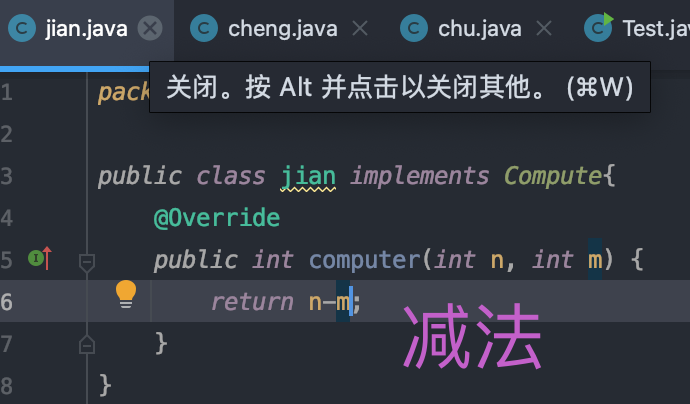 jian.java cheng.java chu.java Test.jav
关闭。按 Alt 并点击以关闭其他。 (⌘W)
1 pack
2
3 public class jian implements Compute{
4 @Override
5 public int computer(int n, int m) {
6 return n-m;
减法
7 }
8 }